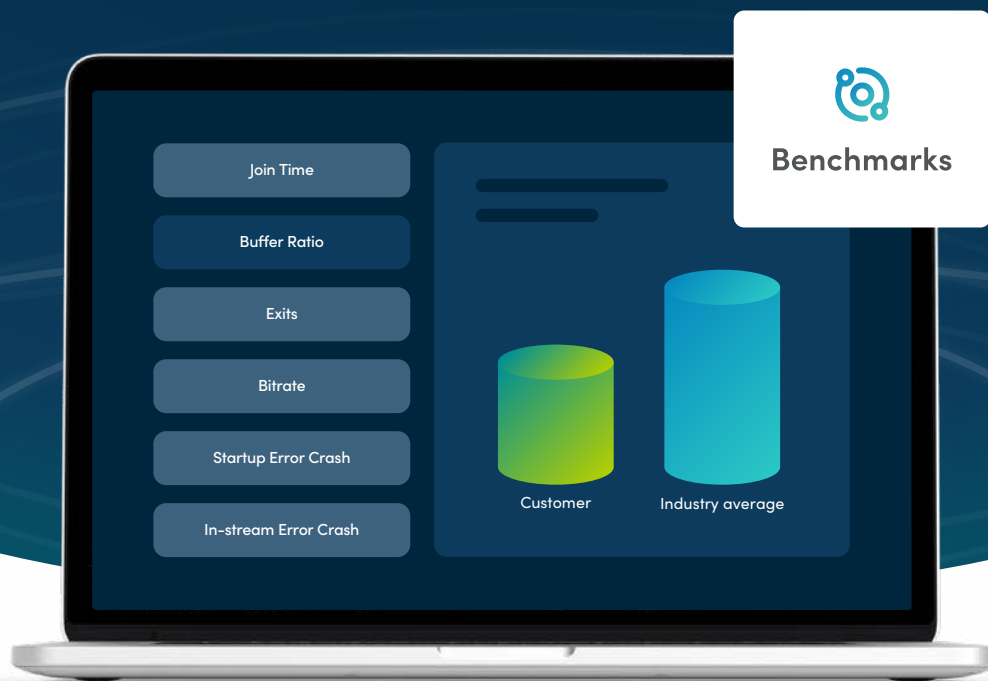 Benchmarks
Join Time
Buffer Ratio
Exits
Bitrate
Startup Error Crash
In-stream Error Crash
Customer
Industry average